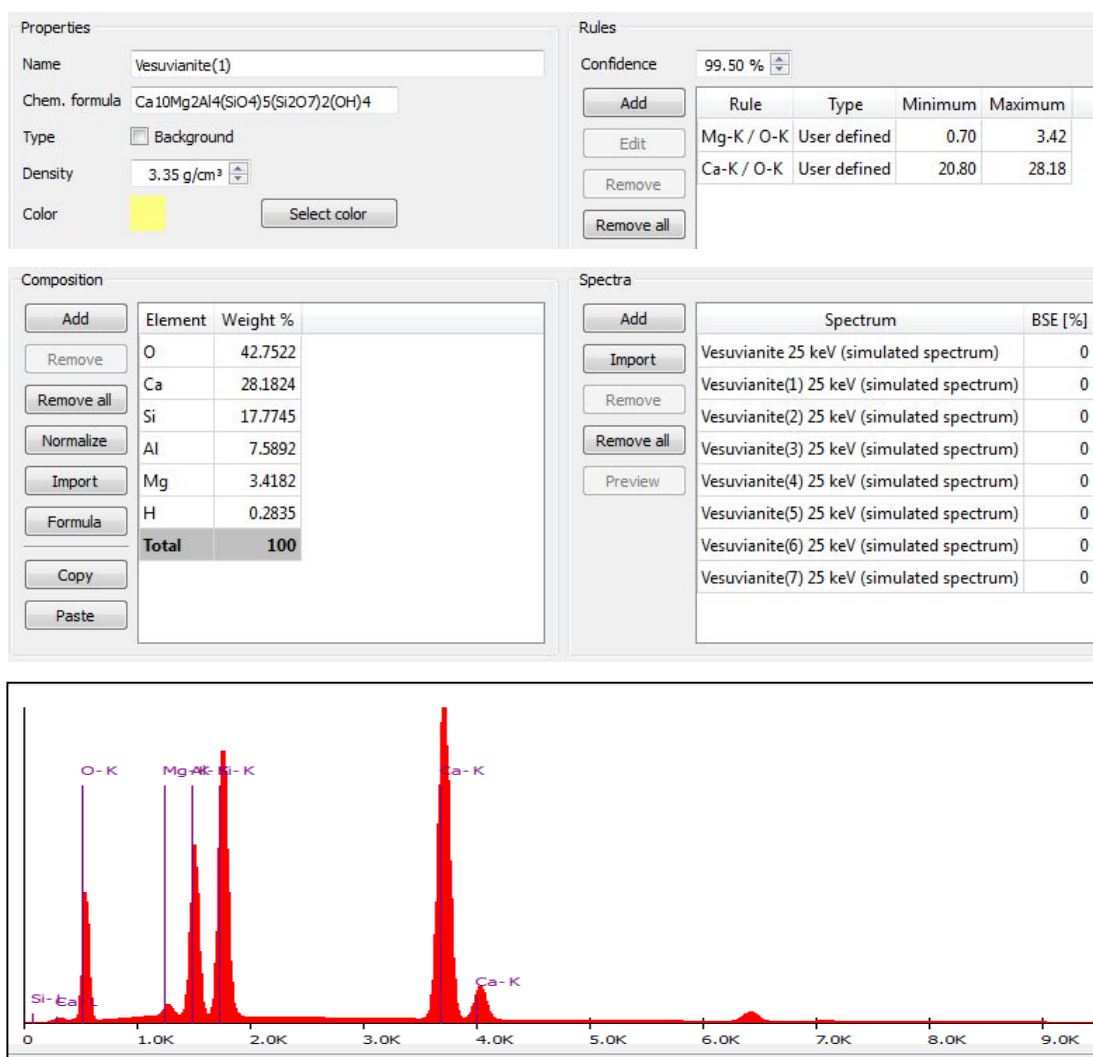 Properties
Name Vesuvianite(1)
Chem. formula Ca10Mg2Al4(SiO4)5(Si2O7)2(OH)4
Type Background
Density 3.35 g/cm³
Color Select color
Rules
Confidence 99.50 %
Add
Edit
Remove
Remove all
Rule Type Minimum Maximum
Mg-K / O-K User defined 0.70 3.42
Ca-K / O-K User defined 20.80 28.18
Composition
Add
Remove
Remove all
Normalize
Import
Formula
Copy
Paste
Element Weight %
O 42.7522
Ca 28.1824
Si 17.7745
Al 7.5892
Mg 3.4182
H 0.2835
Total 100
Spectra
Add
Import
Remove
Remove all
Preview
Spectrum BSE [%]
Vesuvianite 25 keV (simulated spectrum) 0
Vesuvianite(1) 25 keV (simulated spectrum) 0
Vesuvianite(2) 25 keV (simulated spectrum) 0
Vesuvianite(3) 25 keV (simulated spectrum) 0
Vesuvianite(4) 25 keV (simulated spectrum) 0
Vesuvianite(5) 25 keV (simulated spectrum) 0
Vesuvianite(6) 25 keV (simulated spectrum) 0
Vesuvianite(7) 25 keV (simulated spectrum) 0
O-K Mg-K Al-K Si-K Ca-K
Ca-K
Si-L Ca-L
0 1.0K 2.0K 3.0K 4.0K 5.0K 6.0K 7.0K 8.0K 9.0K